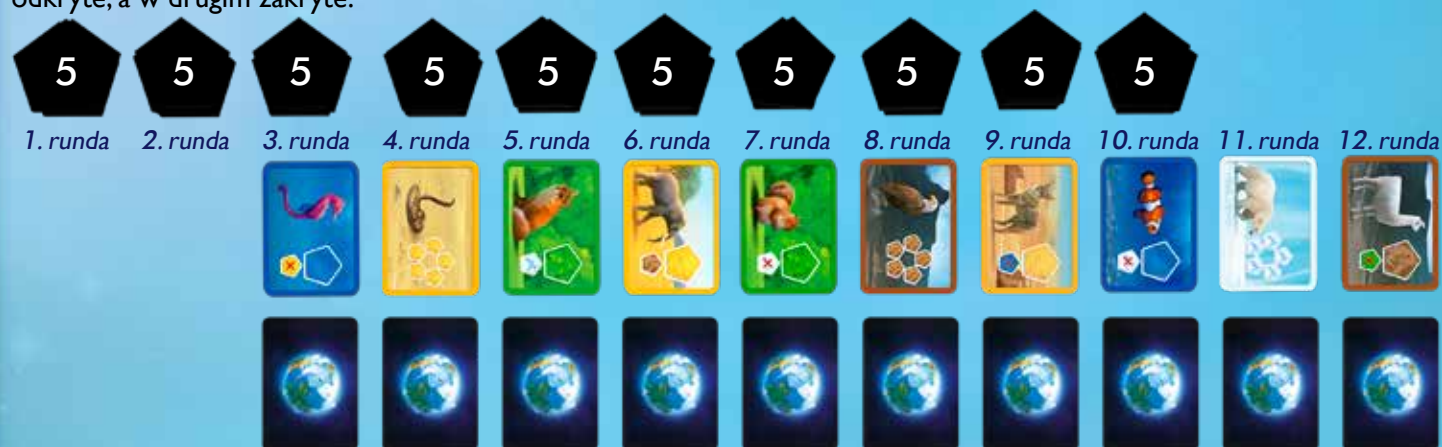 odkryte, a w drugim zakryte.
5 5 5 5 5 5 5 5 5 5
1. runda 2. runda 3. runda 4. runda 5. runda 6. runda 7. runda 8. runda 9. runda 10. runda 11. runda 12. runda